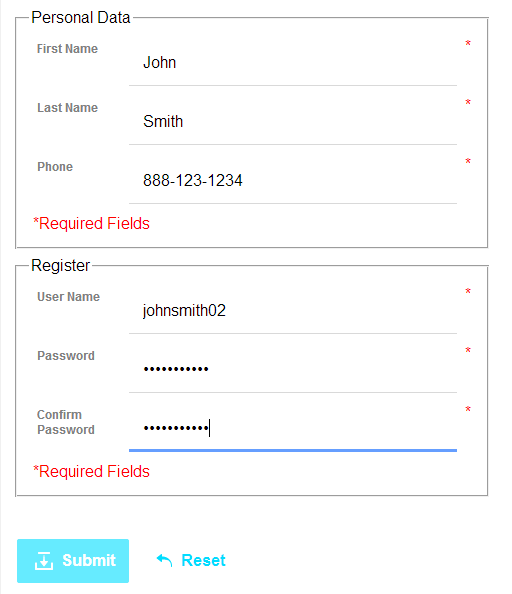 Personal Data
First Name
John
*
Last Name
Smith
*
Phone
888-123-1234
*
*Required Fields
Register
User Name
johnsmith02
*
Password
•••••••••••
*
Confirm
Password
•••••••••••
*
*Required Fields
Submit Reset